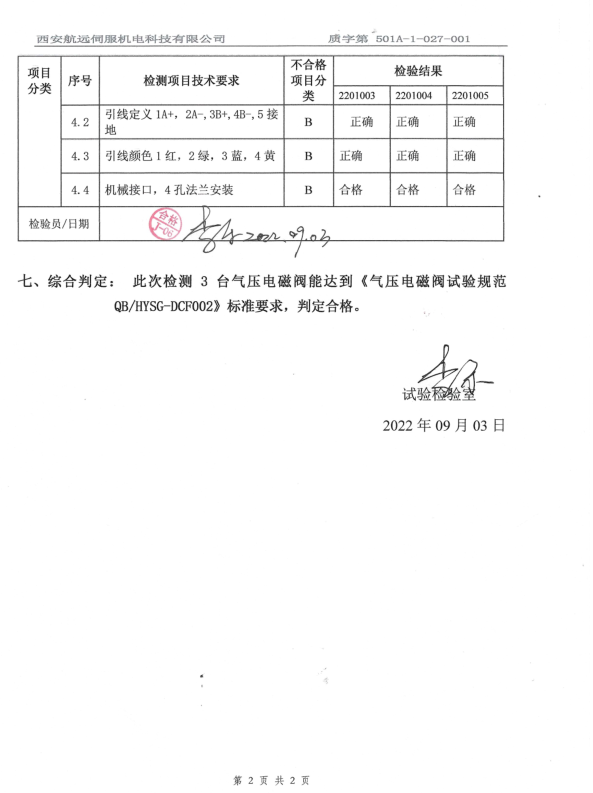 西安航远伺服机电科技有限公司 质字第 501A-1-027-001
项目分类 序号 检测项目技术要求 不合格项目分类 检验结果
2201003 2201004 2201005
4.2 引线定义 1A+，2A-,3B+,4B-,5 接地 B 正确 正确 正确
4.3 引线颜色 1 红，2 绿，3 蓝，4 黄 B 正确 正确 正确
4.4 机械接口，4 孔法兰安装 B 合格 合格 合格
检验员/日期 合格 J-06 2022.09.03
七、综合判定： 此次检测 3 台气压电磁阀能达到《气压电磁阀试验规范
QB/HYSG-DCF002》标准要求，判定合格。
试验检验室
2022 年 09 月 03 日
第 2 页 共 2 页